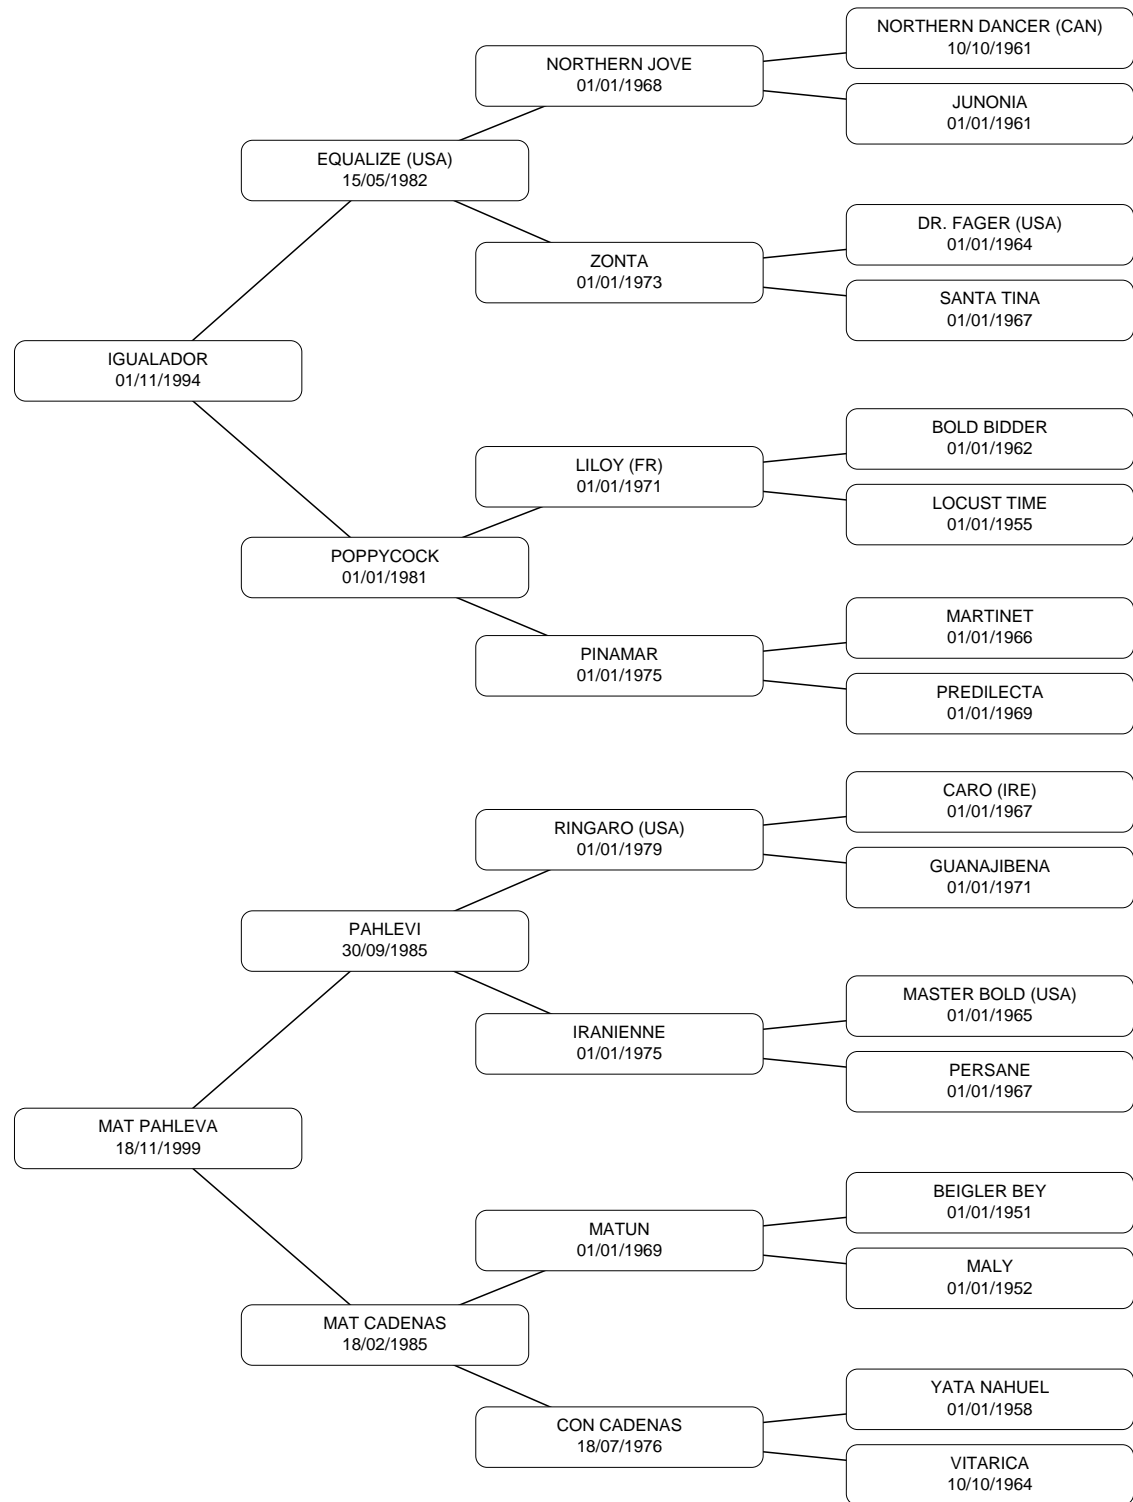 NORTHERN DANCER (CAN)
10/10/1961
NORTHERN JOVE
01/01/1968
JUNONIA
01/01/1961
EQUALIZE (USA)
15/05/1982
DR. FAGER (USA)
01/01/1964
ZONTA
01/01/1973
SANTA TINA
01/01/1967
IGUALADOR
01/11/1994
BOLD BIDDER
01/01/1962
LILOY (FR)
01/01/1971
LOCUST TIME
01/01/1955
POPPYCOCK
01/01/1981
MARTINET
01/01/1966
PINAMAR
01/01/1975
PREDILECTA
01/01/1969
CARO (IRE)
01/01/1967
RINGARO (USA)
01/01/1979
GUANAJIBENA
01/01/1971
PAHLEVI
30/09/1985
MASTER BOLD (USA)
01/01/1965
IRANIENNE
01/01/1975
PERSANE
01/01/1967
MAT PAHLEVA
18/11/1999
BEIGLER BEY
01/01/1951
MATUN
01/01/1969
MALY
01/01/1952
MAT CADENAS
18/02/1985
YATA NAHUEL
01/01/1958
CON CADENAS
18/07/1976
VITARICA
10/10/1964